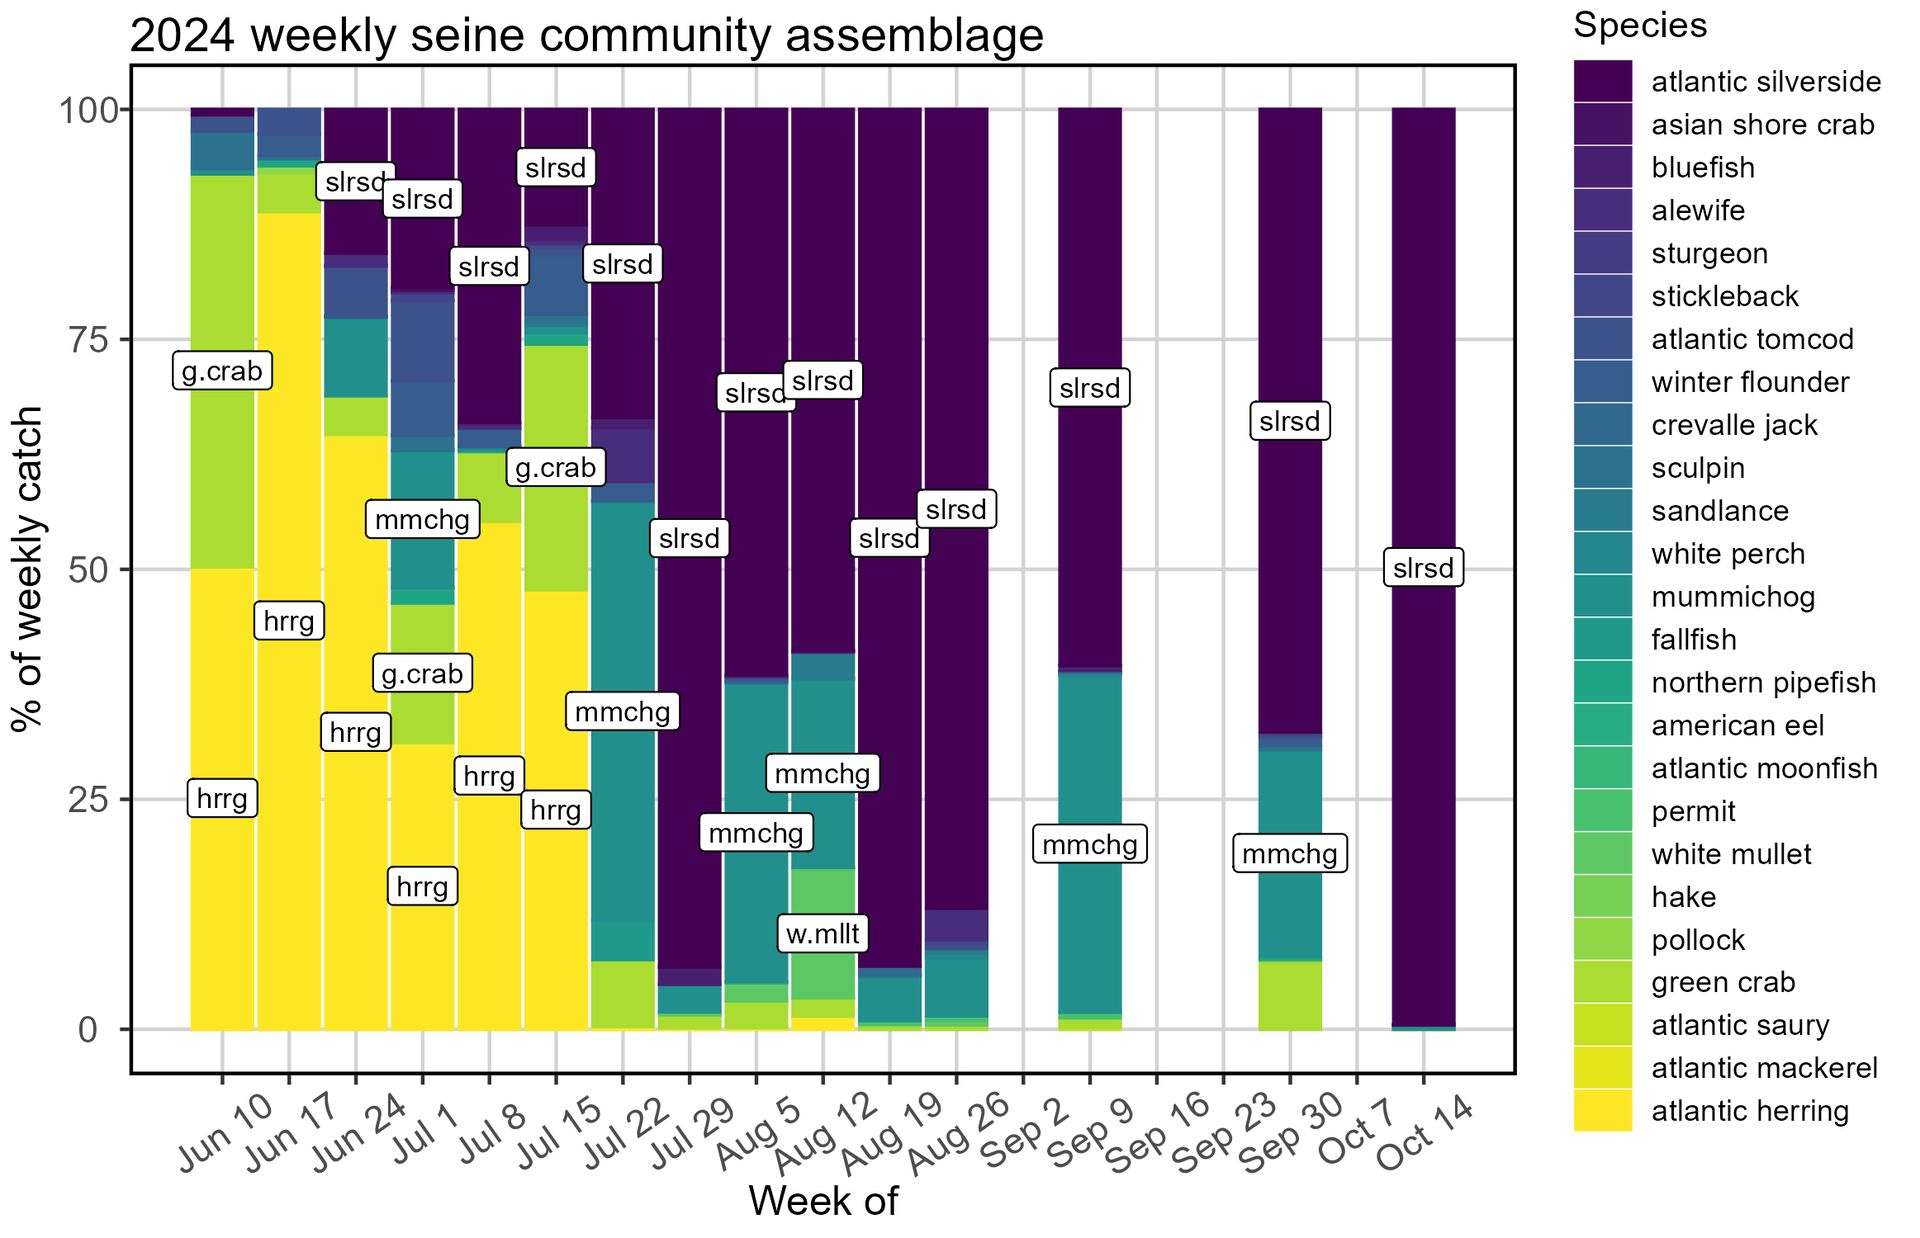 2024 weekly seine community assemblage
Species
atlantic silverside
asian shore crab
bluefish
alewife
sturgeon
stickleback
atlantic tomcod
winter flounder
crevalle jack
sculpin
sandlance
white perch
mummichog
fallfish
northern pipefish
american eel
atlantic moonfish
permit
white mullet
hake
pollock
green crab
atlantic saury
atlantic mackerel
atlantic herring
% of weekly catch
100
75
50
25
0
g.crab
hrrg
hrrg
slrsd
hrrg
slrsd
mmchg
g.crab
hrrg
slrsd
hrrg
slrsd
g.crab
hrrg
slrsd
mmchg
slrsd
slrsd
mmchg
slrsd
mmchg
w.mllt
slrsd
slrsd
slrsd
mmchg
slrsd
mmchg
slrsd
Jun 10
Jun 17
Jun 24
Jul 1
Jul 8
Jul 15
Jul 22
Jul 29
Aug 5
Aug 12
Aug 19
Aug 26
Sep 2
Sep 9
Sep 16
Sep 23
Sep 30
Oct 7
Oct 14
Week of